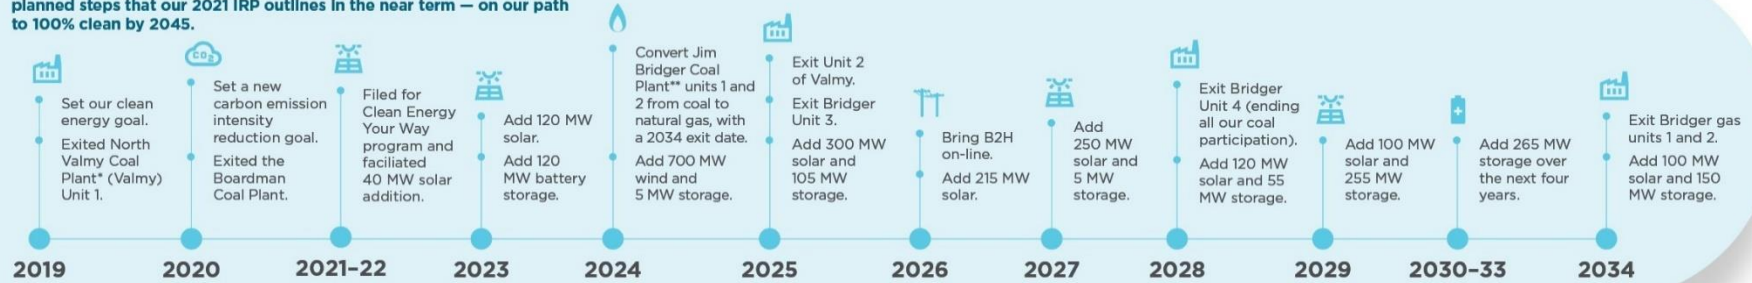 planned steps that our 2021 IRP outlines in the near term — on our path
to 100% clean by 2045.
Set our clean
energy goal.
Exited North
Valmy Coal
Plant* (Valmy)
Unit 1.
2019
CO2
Set a new
carbon emission
intensity
reduction goal.
Exited the
Boardman
Coal Plant.
2020
Filed for
Clean Energy
Your Way
program and
faciliated
40 MW solar
addition.
2021–22
Add 120 MW
solar.
Add 120
MW battery
storage.
2023
Convert Jim
Bridger Coal
Plant** units 1 and
2 from coal to
natural gas, with
a 2034 exit date.
Add 700 MW
wind and
5 MW storage.
2024
Exit Unit 2
of Valmy.
Exit Bridger
Unit 3.
Add 300 MW
solar and
105 MW
storage.
2025
Bring B2H
on-line.
Add 215 MW
solar.
2026
Add
250 MW
solar and
5 MW
storage.
2027
Exit Bridger
Unit 4 (ending
all our coal
participation).
Add 120 MW
solar and 55
MW storage.
2028
Add 100 MW
solar and
255 MW
storage.
2029
Add 265 MW
storage over
the next four
years.
2030–33
Exit Bridger gas
units 1 and 2.
Add 100 MW
solar and 150
MW storage.
2034